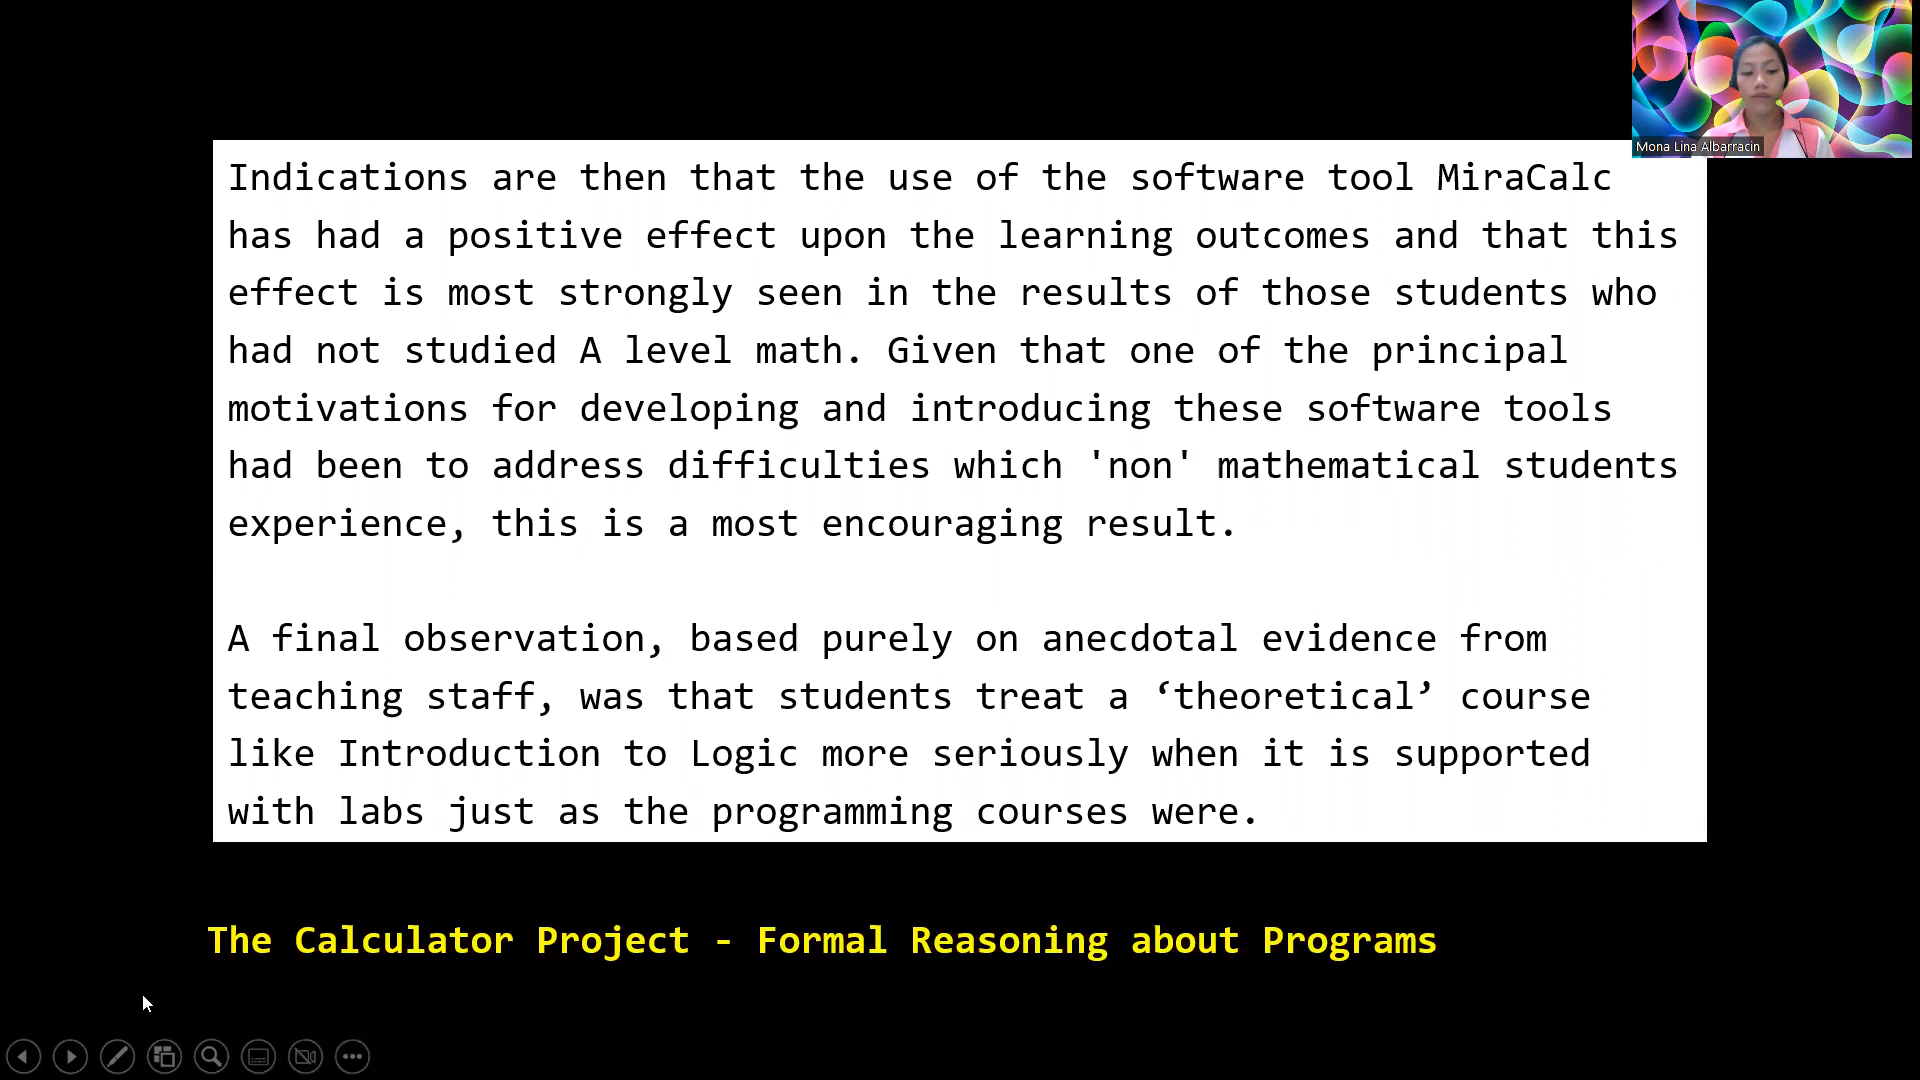 Mona Lina Albarracin
Indications are then that the use of the software tool MiraCalc
has had a positive effect upon the learning outcomes and that this
effect is most strongly seen in the results of those students who
had not studied A level math. Given that one of the principal
motivations for developing and introducing these software tools
had been to address difficulties which 'non' mathematical students
experience, this is a most encouraging result.
A final observation, based purely on anecdotal evidence from
teaching staff, was that students treat a ‘theoretical’ course
like Introduction to Logic more seriously when it is supported
with labs just as the programming courses were.
The Calculator Project - Formal Reasoning about Programs